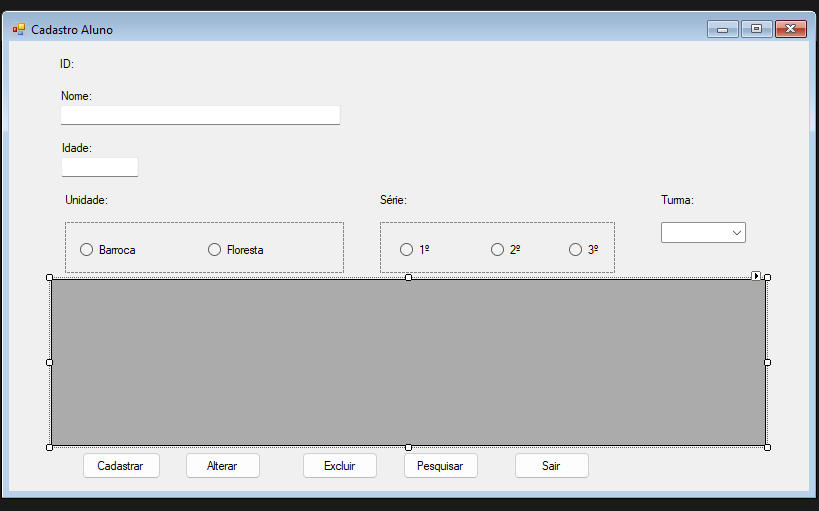 Cadastro Aluno
ID:
Nome:
Idade:
Unidade: Série: Turma:
Barroca Floresta 1º 2º 3º
Cadastrar Alterar Excluir Pesquisar Sair